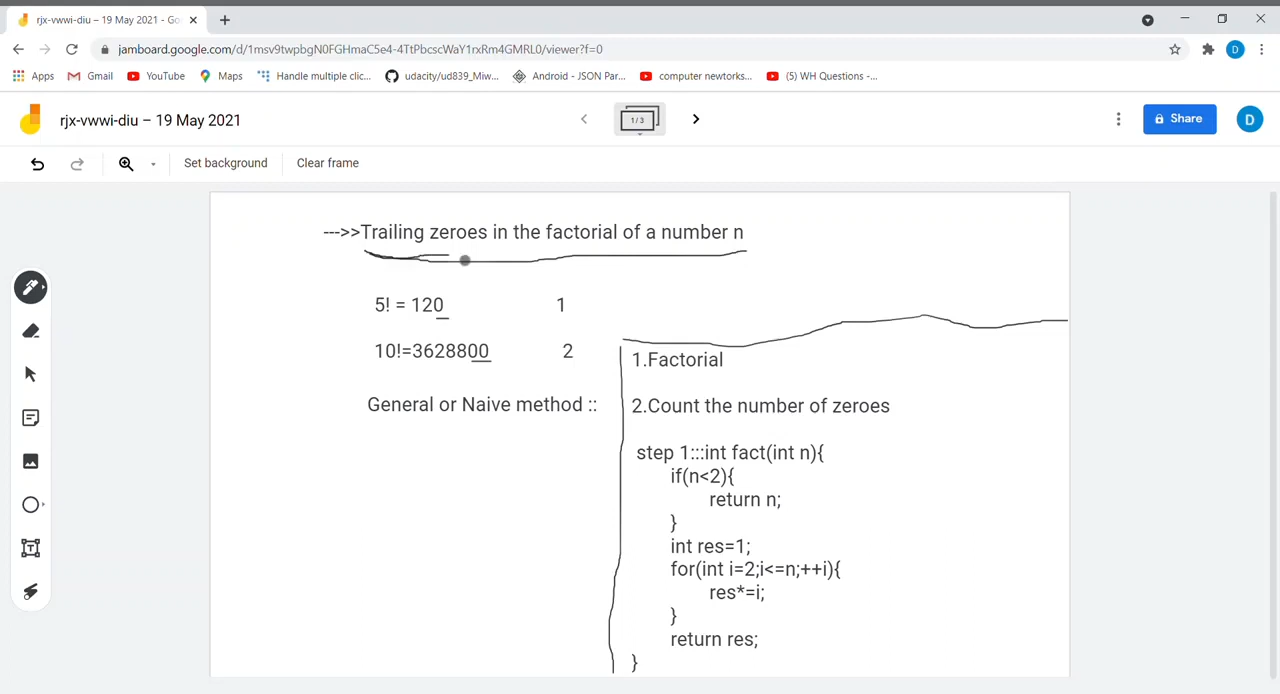 rjx-vwwi-diu – 19 May 2021 - Go
jamboard.google.com/d/1msv9twpbgN0FGHmaC5e4-4TtPbcscWaY1rxRm4GMRL0/viewer?f=0
D
Apps
Gmail
YouTube
Maps
Handle multiple clic...
udacity/ud839_Miw...
Android - JSON Par...
computer newtorks...
(5) WH Questions -...
rjx-vwwi-diu – 19 May 2021
1/3
Share
D
Set background
Clear frame
--->>Trailing zeroes in the factorial of a number n
5! = 120 1
10!=3628800 2
General or Naive method ::
1.Factorial
2.Count the number of zeroes
step 1:::int fact(int n){
if(n<2){
return n;
}
int res=1;
for(int i=2;i<=n;++i){
res*=i;
}
return res;
}